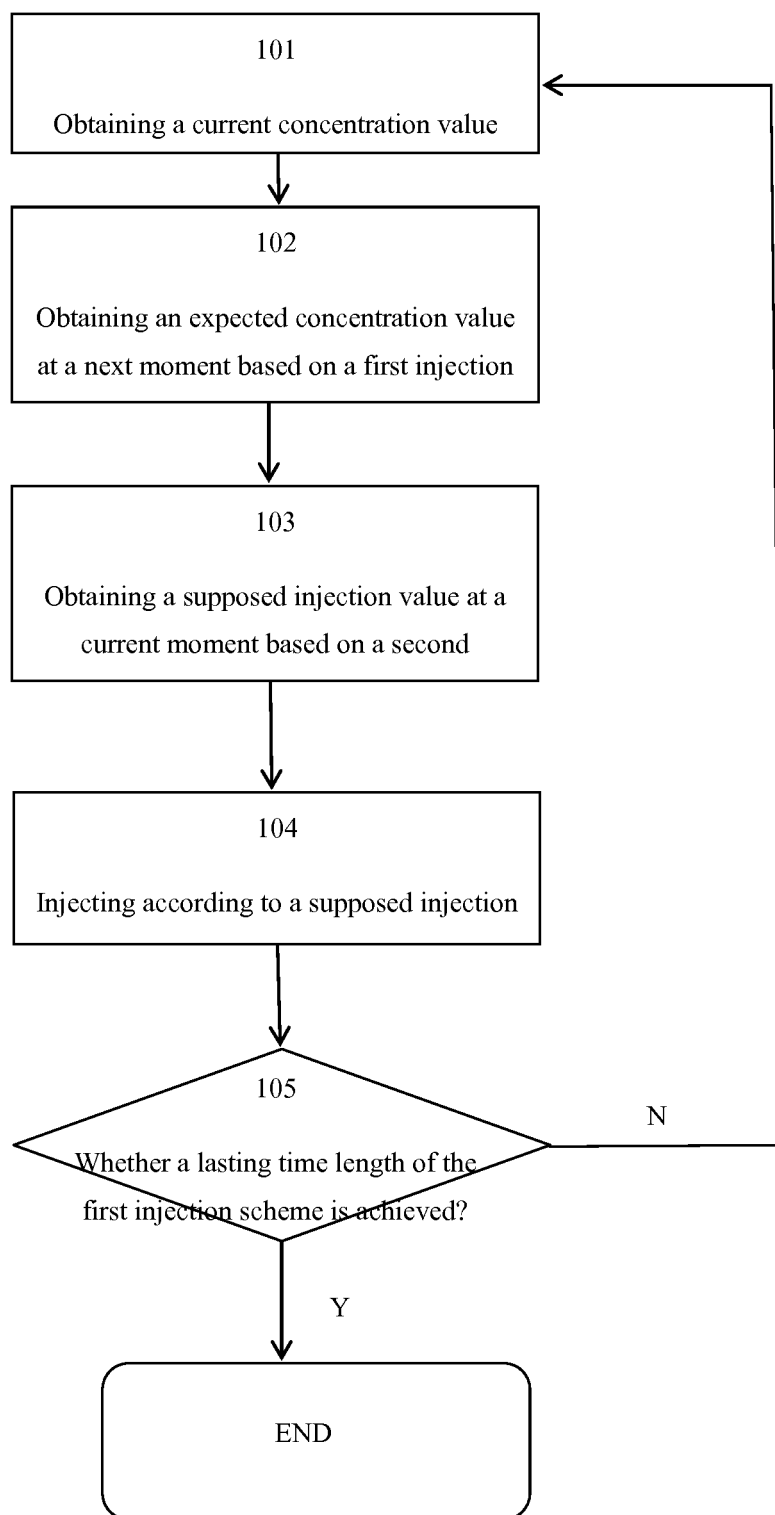 101
Obtaining a current concentration value
102
Obtaining an expected concentration value
at a next moment based on a first injection
103
Obtaining a supposed injection value at a
current moment based on a second
104
Injecting according to a supposed injection
105
Whether a lasting time length of the
first injection scheme is achieved?
N
Y
END